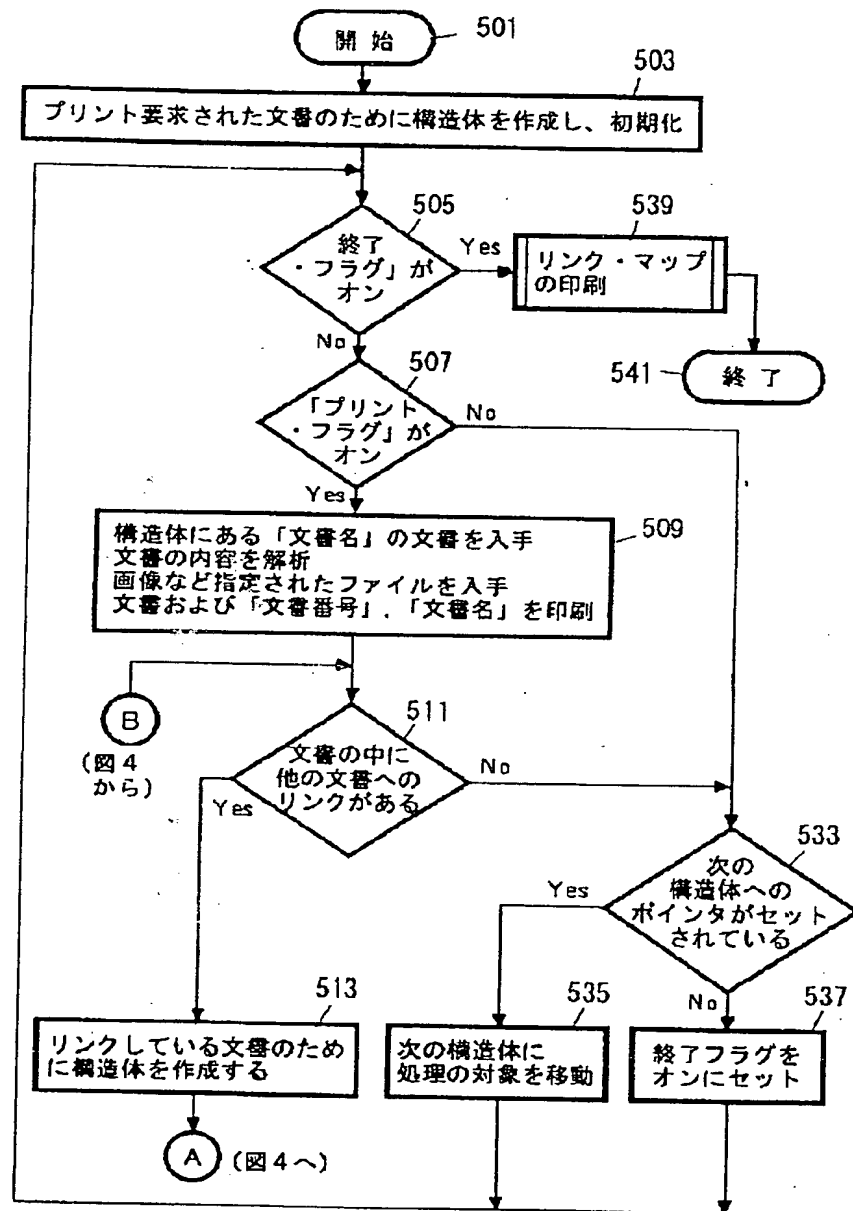 開始
501
503
プリント要求された文書のために構造体を作成し、初期化
505
終了
・フラグ」が
オン
Yes
539
リンク・マップ
の印刷
No
541
終了
507
「プリント
・フラグ」が
オン
No
Yes
509
構造体にある「文書名」の文書を入手
文書の内容を解析
画像など指定されたファイルを入手
文書および「文書番号」,「文書名」を印刷
B
(図4
から)
511
文書の中に
他の文書への
リンクがある
No
Yes
533
次の
構造体への
ポインタがセット
されている
Yes
No
513
リンクしている文書のため
に構造体を作成する
535
次の構造体に
処理の対象を移動
537
終了フラグを
オンにセット
A
(図4へ)